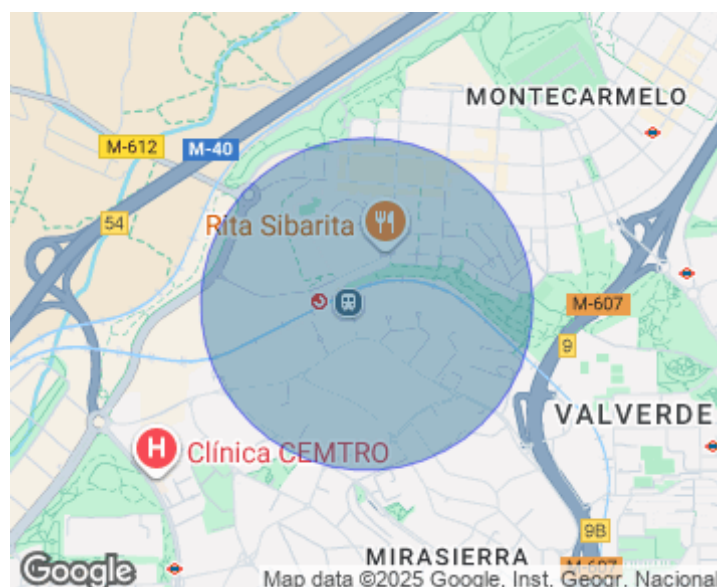 MONTECARMELO
M-612
M-40
54
Rita Sibarita
M-607
9
VALVERDE
H
Clínica CEMTRO
9B
MIRASIERRA
M-607
Google
Map data ©2025 Google, Inst. Geogr. Nacional